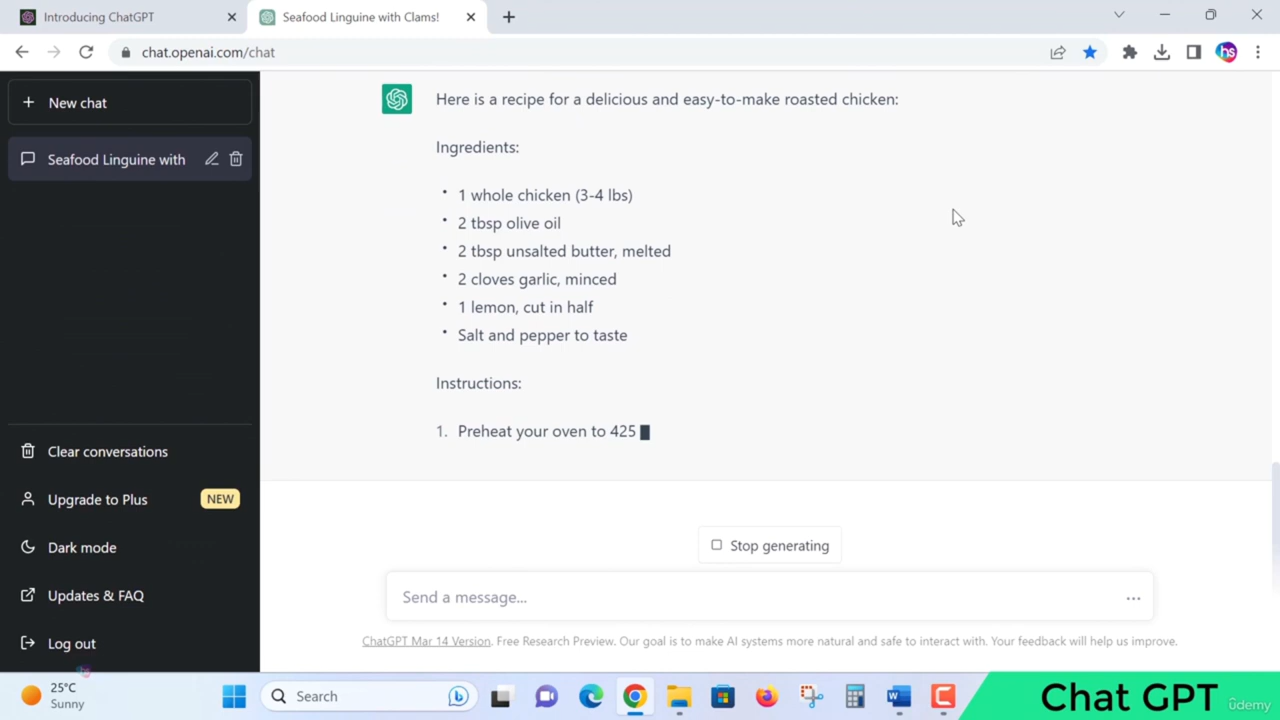 Introducing ChatGPT
Seafood Linguine with Clams!
chat.openai.com/chat
hs
New chat
Seafood Linguine with
Clear conversations
Upgrade to Plus NEW
Dark mode
Updates & FAQ
Log out
Here is a recipe for a delicious and easy-to-make roasted chicken:
Ingredients:
• 1 whole chicken (3-4 lbs)
• 2 tbsp olive oil
• 2 tbsp unsalted butter, melted
• 2 cloves garlic, minced
• 1 lemon, cut in half
• Salt and pepper to taste
Instructions:
1. Preheat your oven to 425
Stop generating
Send a message...
ChatGPT Mar 14 Version. Free Research Preview. Our goal is to make AI systems more natural and safe to interact with. Your feedback will help us improve.
hs
25°C
Sunny
Search
Chat GPT
ûdemy